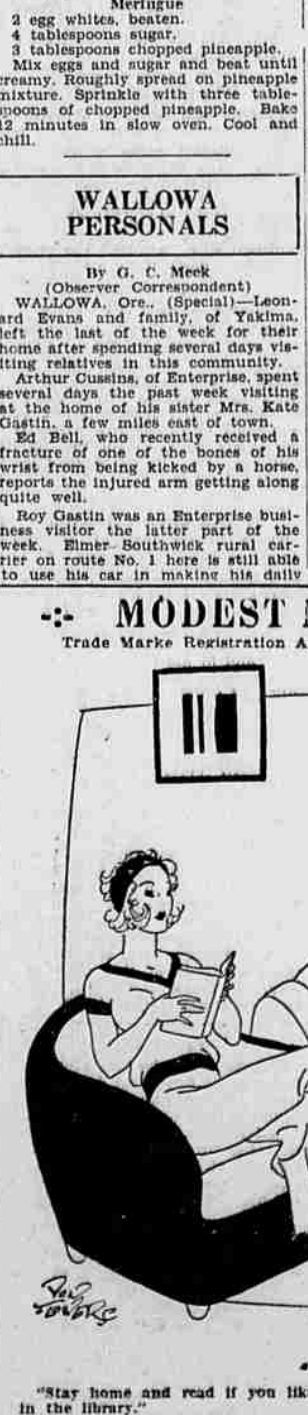 Meringue
2 egg whites, beaten.
4 tablespoons sugar.
3 tablespoons chopped pineapple.
Mix eggs and sugar and beat until
creamy. Roughly spread on pineapple
mixture. Sprinkle with three table-
spoons of chopped pineapple. Bake
12 minutes in slow oven. Cool and
chill.
WALLOWA
PERSONALS
By G. C. Meek
(Observer Correspondent)
WALLOWA, Ore., (Special)—Leon-
ard Evans and family, of Yakima,
left the last of the week for their
home after spending several days vis-
iting relatives in this community.
Arthur Cussins, of Enterprise, spent
several days the past week visiting
at the home of his sister Mrs. Kate
Gastin, a few miles east of town.
Ed Bell, who recently received a
fracture of one of the bones of his
wrist from being kicked by a horse,
reports the injured arm getting along
quite well.
Roy Gastin was an Enterprise busi-
ness visitor the latter part of the
week. Elmer Southwick rural car-
rier on route No. 1 here is still able
to use his car in making his daily
-:- MODEST
Trade Marke Registration A
DON
FLOWERS
"Stay home and read if you lik
in the library."